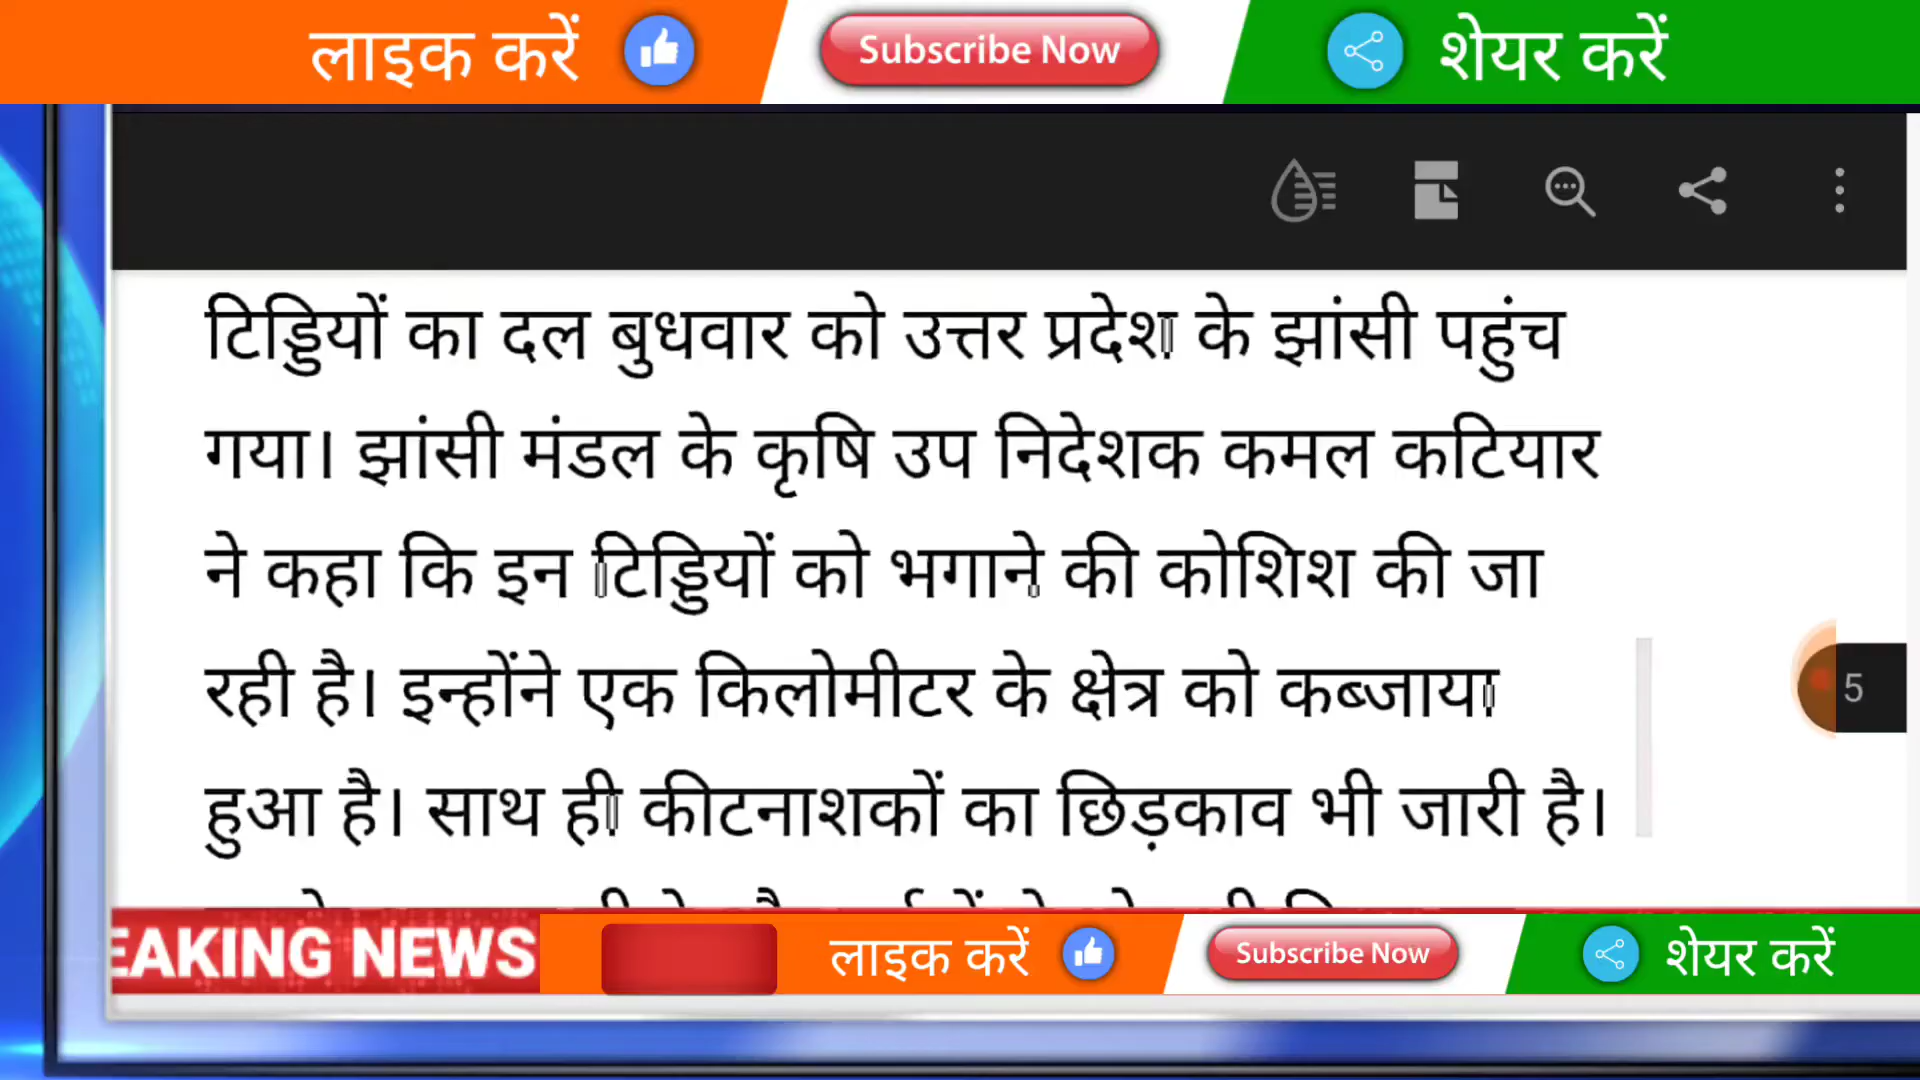 लाइक करें Subscribe Now शेयर करें
टिड्डियों का दल बुधवार को उत्तर प्रदेश के झांसी पहुंच
गया। झांसी मंडल के कृषि उप निदेशक कमल कटियार
ने कहा कि इन टिड्डियों को भगाने की कोशिश की जा
रही है। इन्होंने एक किलोमीटर के क्षेत्र को कब्जाया
5
हुआ है। साथ ही कीटनाशकों का छिड़काव भी जारी है।
EAKING NEWS लाइक करें Subscribe Now शेयर करें